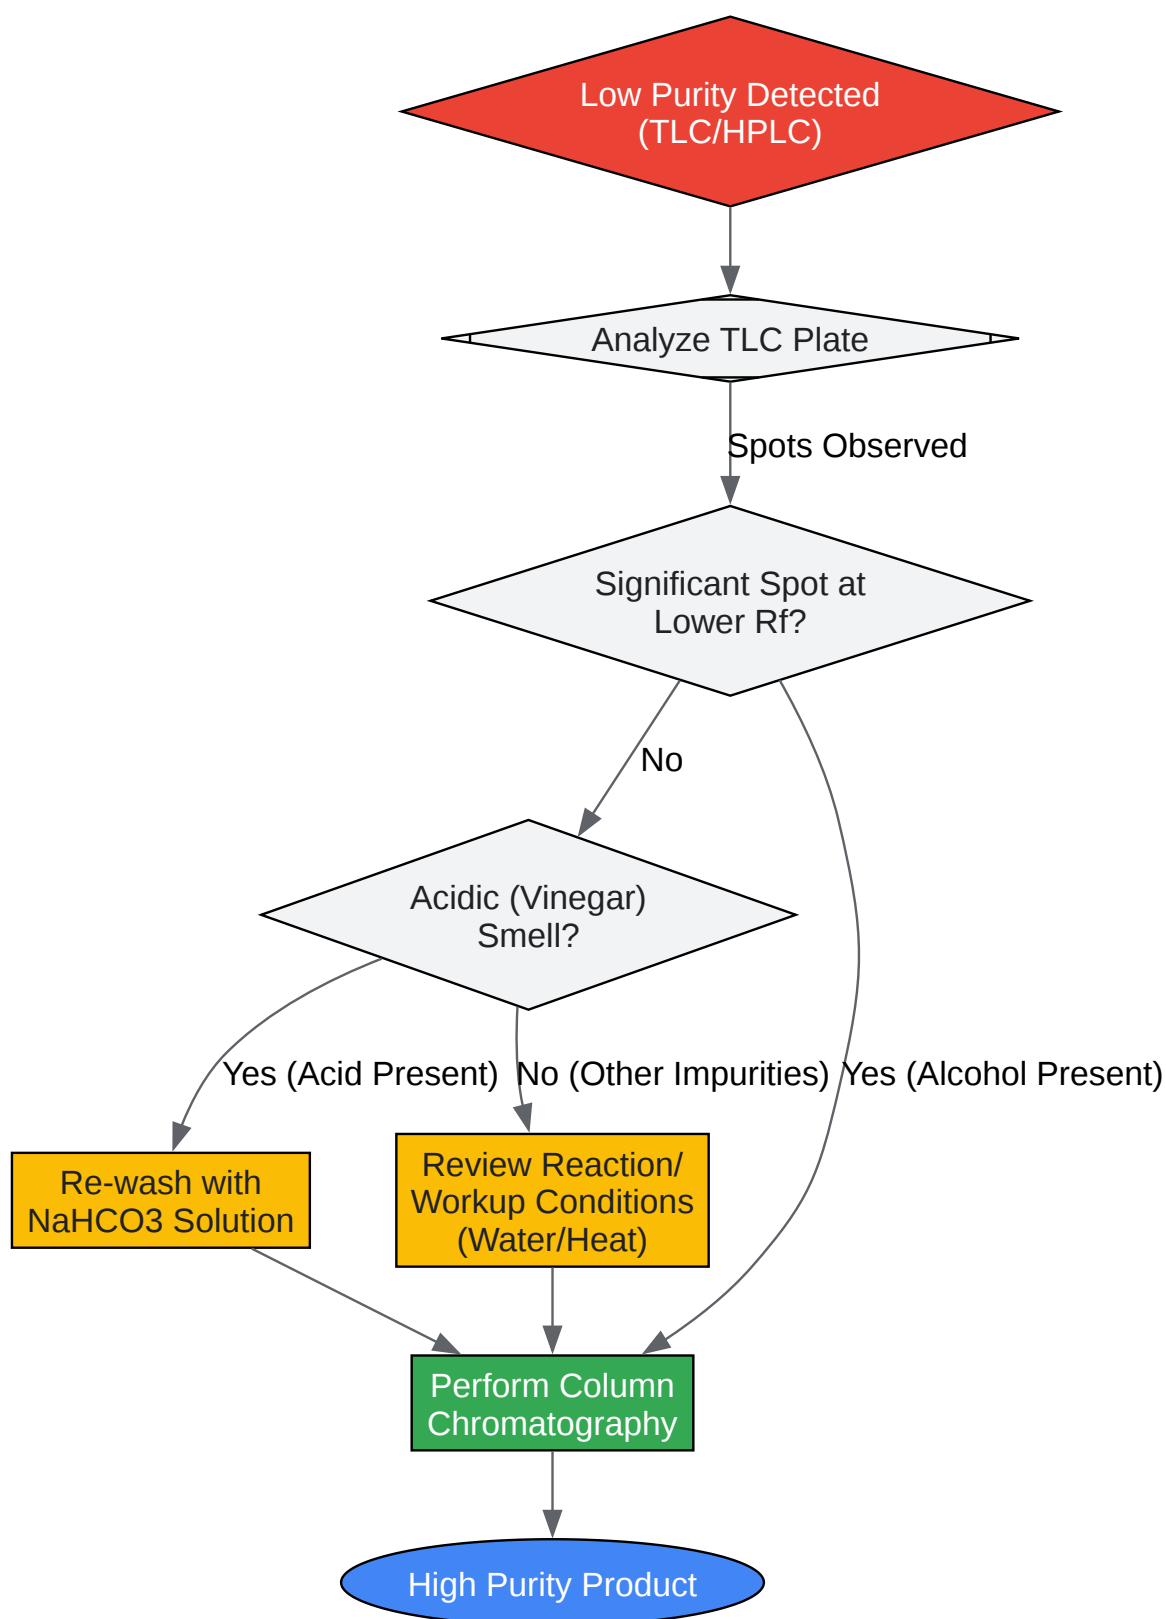 Low Purity Detected
(TLC/HPLC)
Analyze TLC Plate
Spots Observed
Significant Spot at
Lower Rf?
No
Acidic (Vinegar)
Smell?
Yes (Acid Present)
No (Other Impurities)
Yes (Alcohol Present)
Re-wash with
NaHCO3 Solution
Review Reaction/
Workup Conditions
(Water/Heat)
Perform Column
Chromatography
High Purity Product